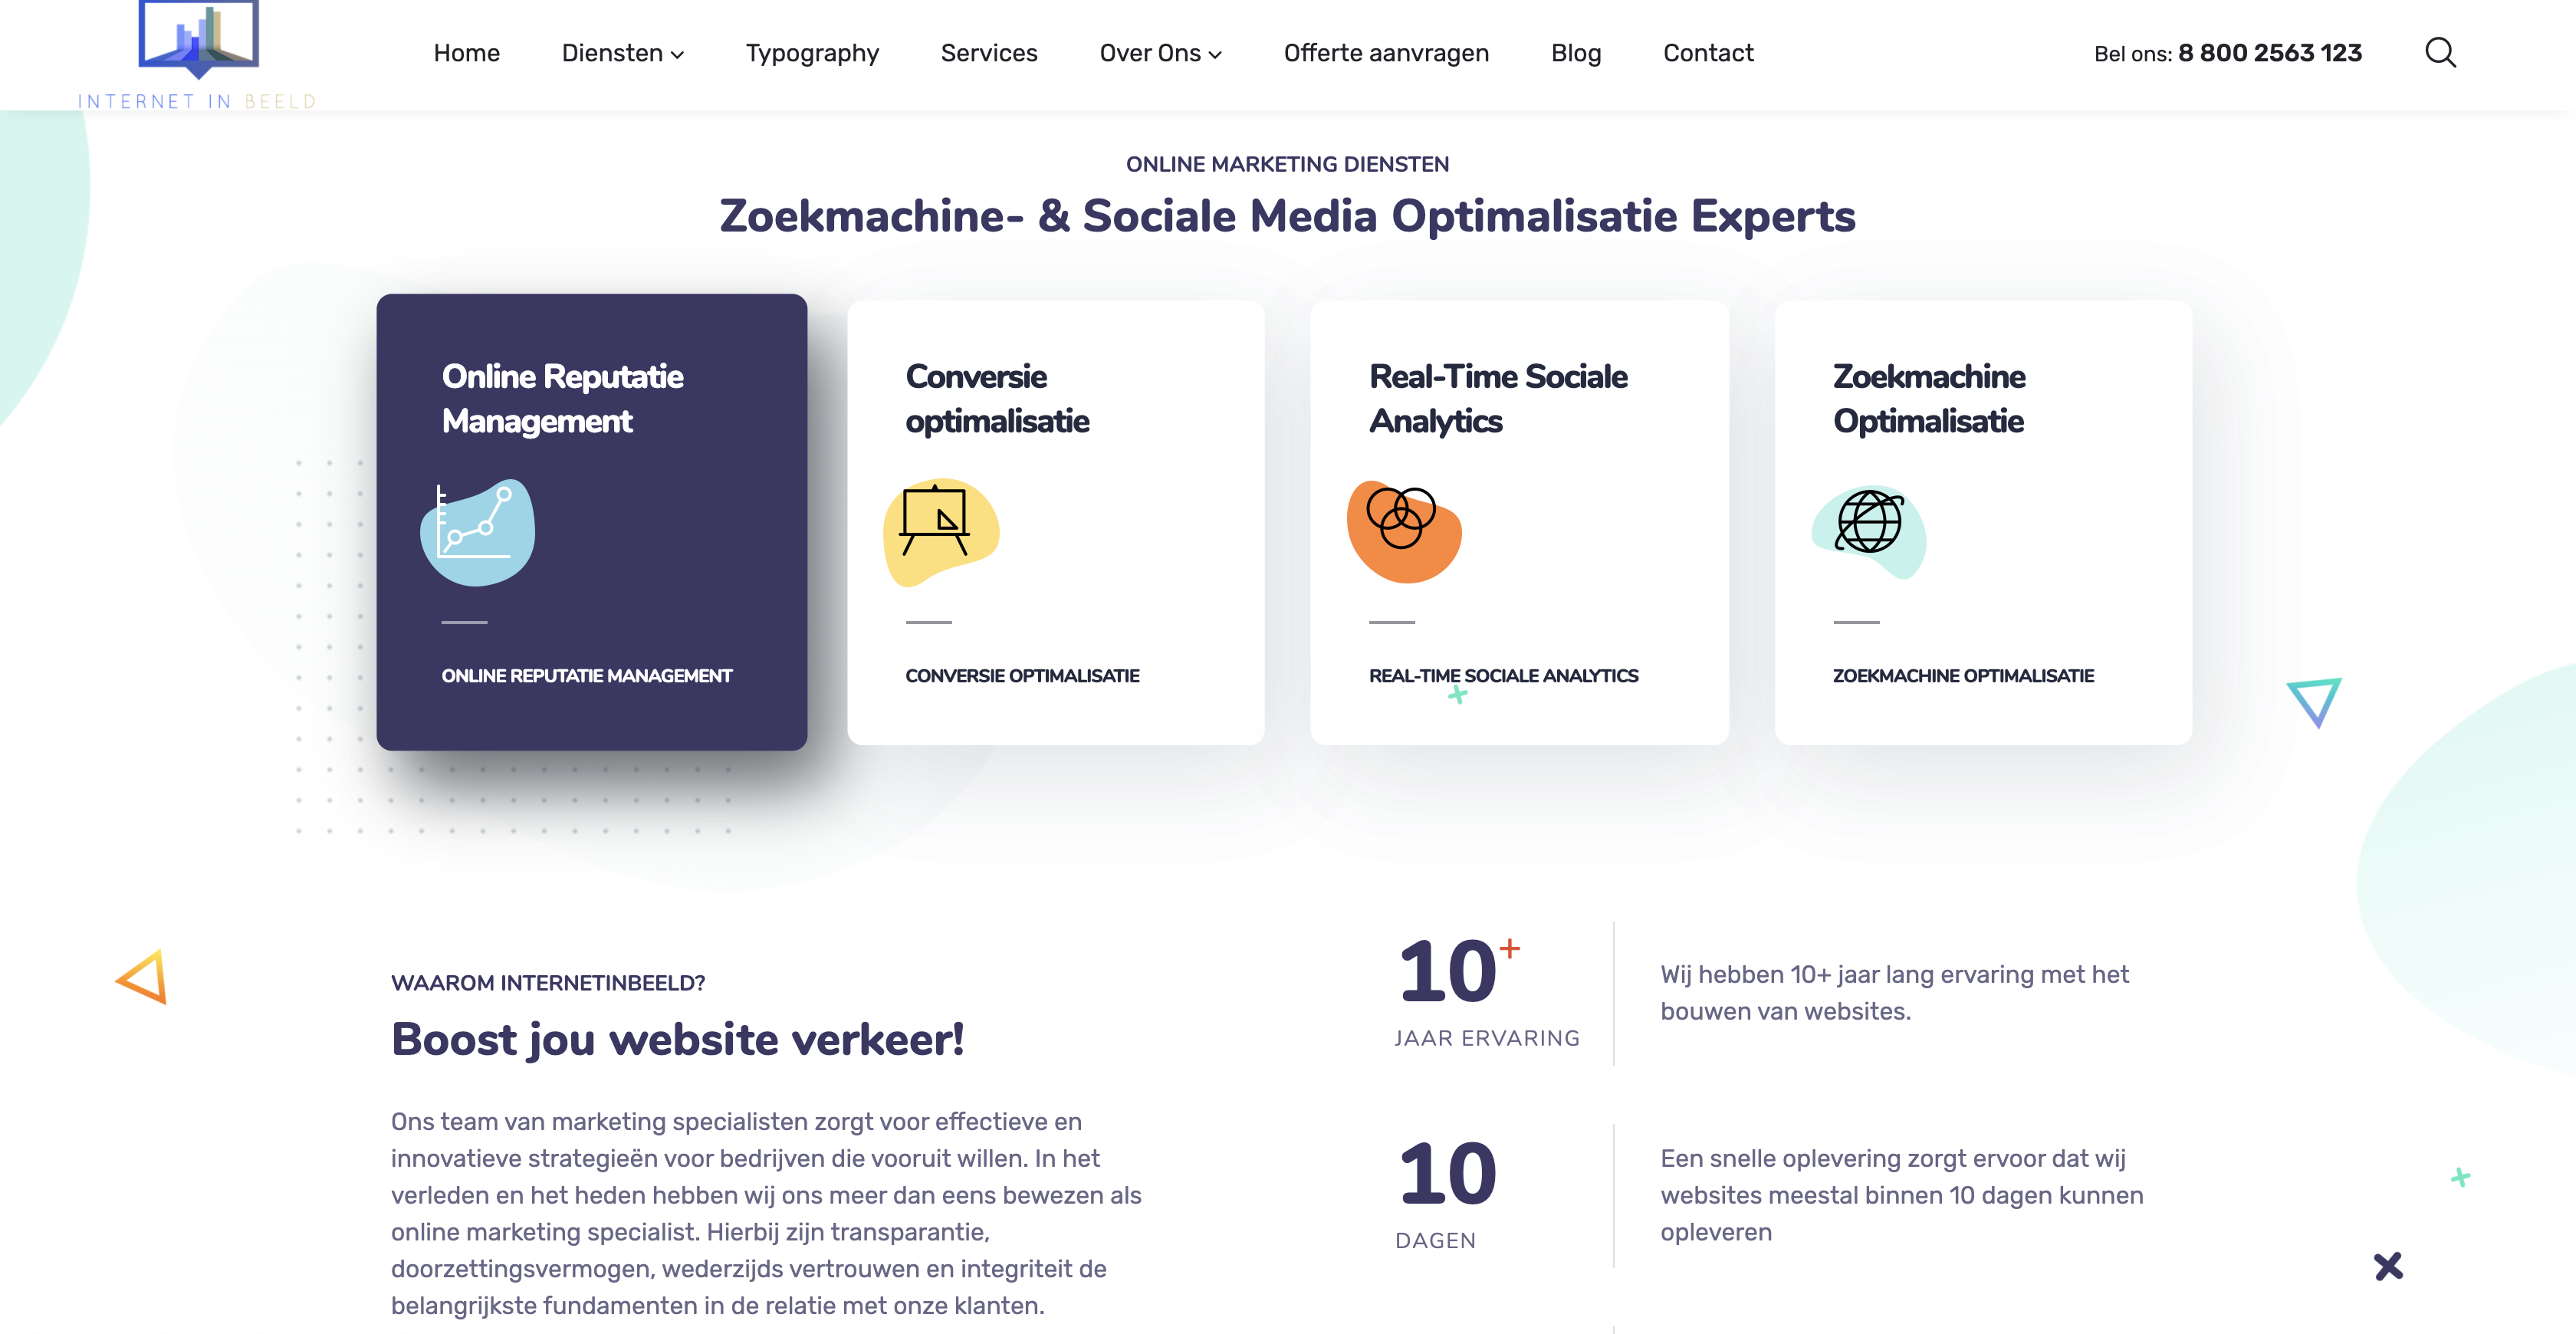 INTERNET IN BEELD
Home
Diensten
Typography
Services
Over Ons
Offerte aanvragen
Blog
Contact
Bel ons: 8 800 2563 123
ONLINE MARKETING DIENSTEN
Zoekmachine- & Sociale Media Optimalisatie Experts
Online Reputatie
Management
ONLINE REPUTATIE MANAGEMENT
Conversie
optimalisatie
CONVERSIE OPTIMALISATIE
Real-Time Sociale
Analytics
REAL-TIME SOCIALE ANALYTICS
Zoekmachine
Optimalisatie
ZOEKMACHINE OPTIMALISATIE
WAAROM INTERNETINBEELD?
Boost jou website verkeer!
Ons team van marketing specialisten zorgt voor effectieve en
innovatieve strategieën voor bedrijven die vooruit willen. In het
verleden en het heden hebben wij ons meer dan eens bewezen als
online marketing specialist. Hierbij zijn transparantie,
doorzettingsvermogen, wederzijds vertrouwen en integriteit de
belangrijkste fundamenten in de relatie met onze klanten.
10+
JAAR ERVARING
Wij hebben 10+ jaar lang ervaring met het
bouwen van websites.
10
DAGEN
Een snelle oplevering zorgt ervoor dat wij
websites meestal binnen 10 dagen kunnen
opleveren